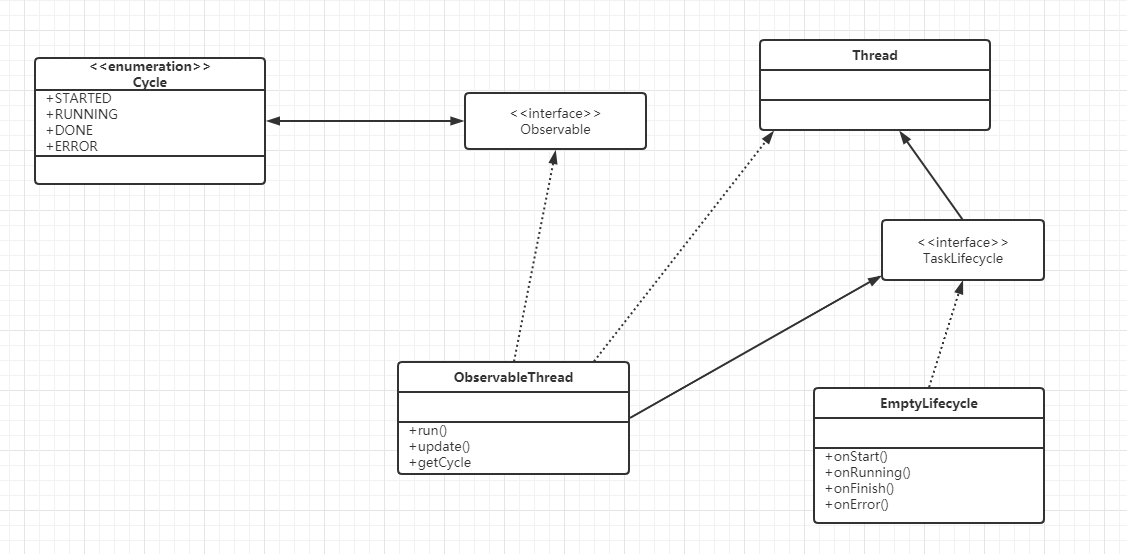 <<enumeration>>
Cycle
+STARTED
+RUNNING
+DONE
+ERROR
<<interface>>
Observable
Thread
<<interface>>
TaskLifecycle
ObservableThread
+run()
+update()
+getCycle
EmptyLifecycle
+onStart()
+onRunning()
+onFinish()
+onError()